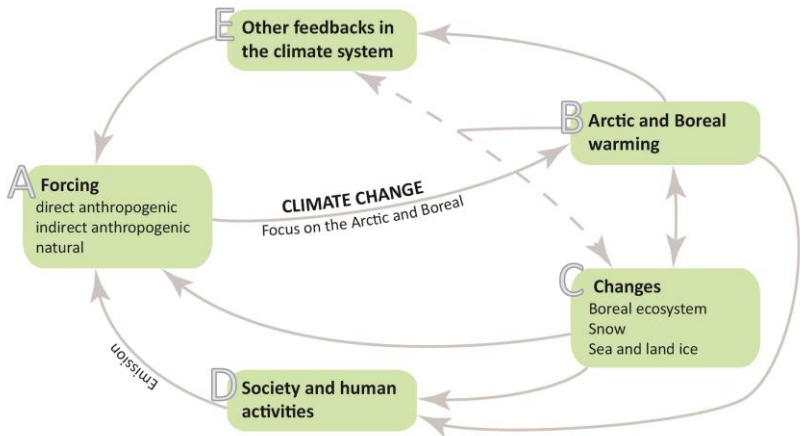 E
Other feedbacks in
the climate system
B
Arctic and Boreal
warming
A
Forcing
direct anthropogenic
indirect anthropogenic
natural
CLIMATE CHANGE
Focus on the Arctic and Boreal
C
Changes
Boreal ecosystem
Snow
Sea and land ice
Emission
D
Society and human
activities